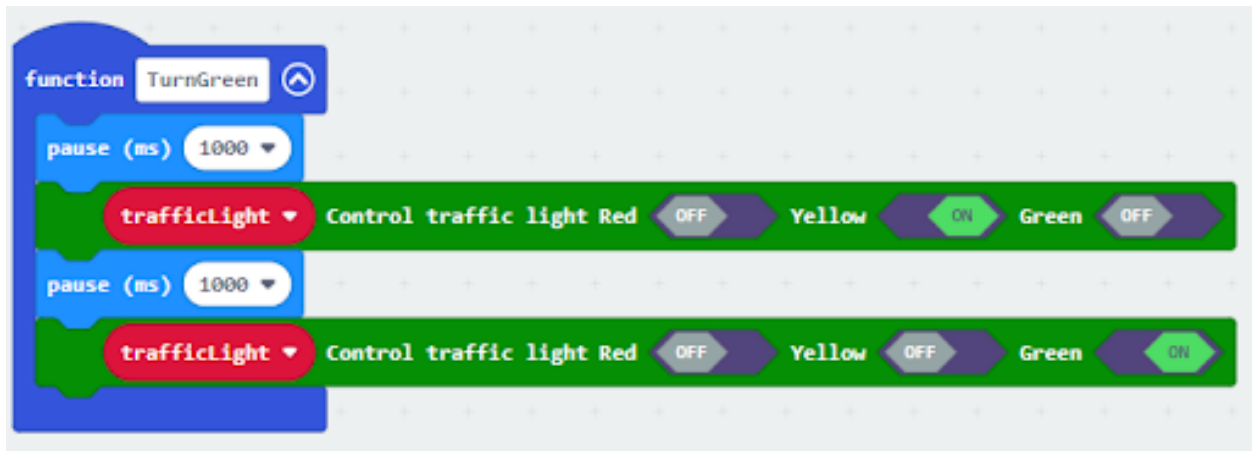 function TurnGreen
pause (ms) 1000
trafficLight Control traffic light Red OFF Yellow ON Green OFF
pause (ms) 1000
trafficLight Control traffic light Red OFF Yellow OFF Green ON